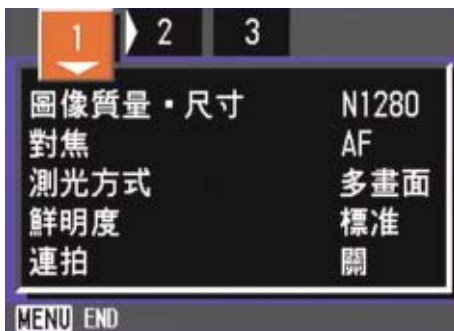 1 2 3
圖像質量・尺寸 N1280
對焦 AF
測光方式 多畫面
鮮明度 標准
連拍 關
MENU END